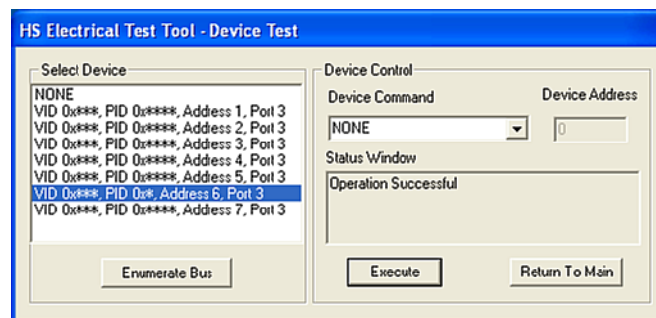 HS Electrical Test Tool - Device Test
Select Device
NONE
VID 0x***, PID 0x****, Address 1, Port 3
VID 0x***, PID 0x****, Address 2, Port 3
VID 0x***, PID 0x****, Address 3, Port 3
VID 0x***, PID 0x****, Address 4, Port 3
VID 0x***, PID 0x****, Address 5, Port 3
VID 0x***, PID 0x*, Address 6, Port 3
VID 0x***, PID 0x****, Address 7, Port 3
Enumerate Bus
Device Control
Device Command
Device Address
NONE
0
Status Window
Operation Successful
Execute
Return To Main